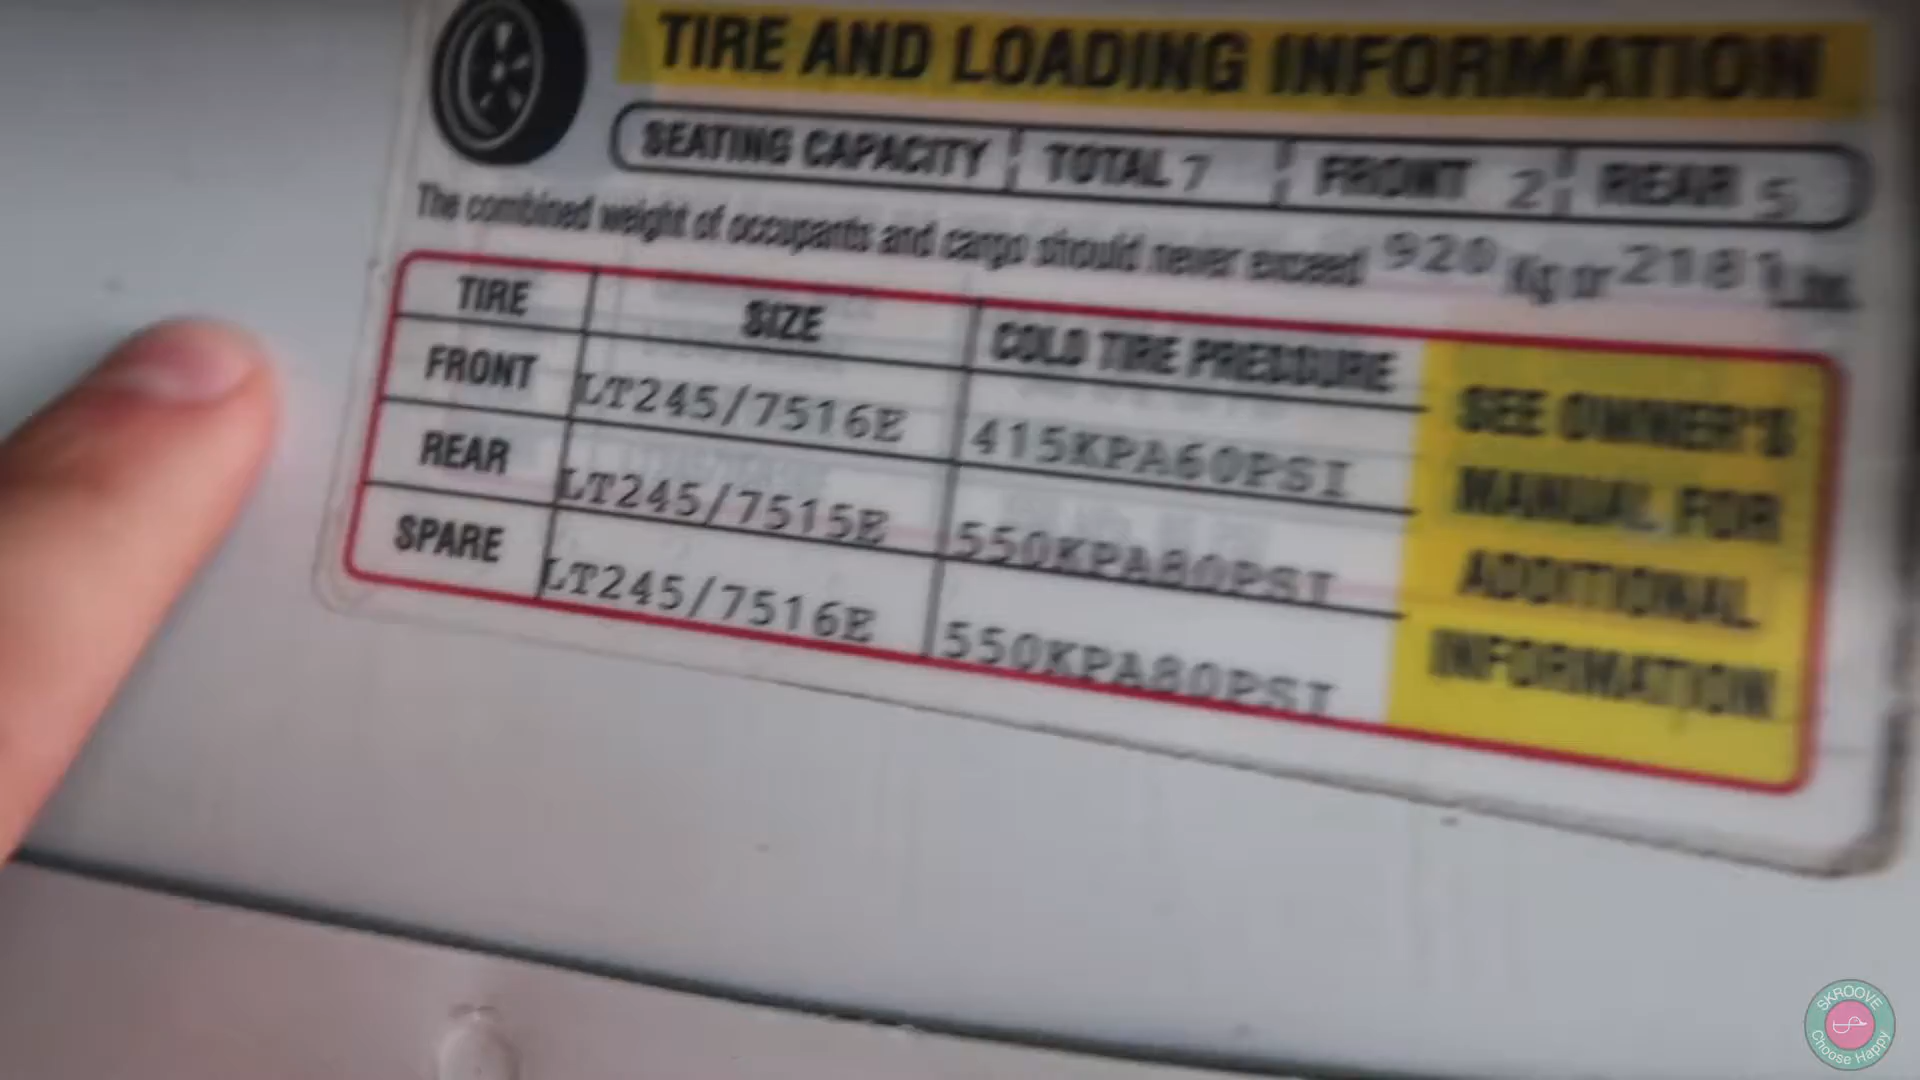 TIRE AND LOADING INFORMATION
SEATING CAPACITY TOTAL 7 FRONT 2 REAR 5
The combined weight of occupants and cargo should never exceed 920 Kg or 2181 Lbs.
TIRE SIZE COLD TIRE PRESSURE
FRONT LT245/7516E 415KPA60PSI
REAR LT245/7515E 550KPA80PSI
SPARE LT245/7516E 550KPA80PSI
SEE OWNER'S
MANUAL FOR
ADDITIONAL
INFORMATION
SKROOVE
Choose Happy